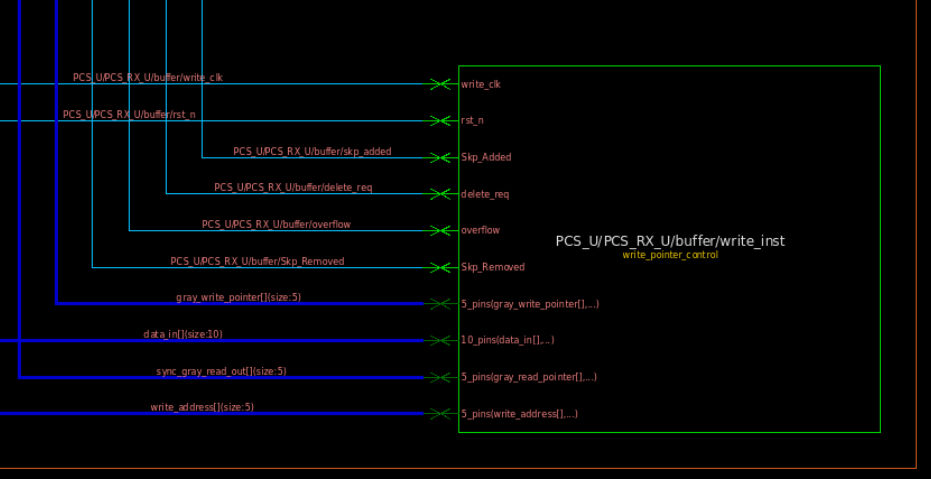 PCS_U/PCS_RX_U/buffer/write_clk write_clk
PCS_U/PCS_RX_U/buffer/rst_n rst_n
PCS_U/PCS_RX_U/buffer/skp_added Skp_Added
PCS_U/PCS_RX_U/buffer/delete_req delete_req
PCS_U/PCS_RX_U/buffer/overflow overflow
PCS_U/PCS_RX_U/buffer/write_inst
write_pointer_control
PCS_U/PCS_RX_U/buffer/Skp_Removed Skp_Removed
gray_write_pointer[](size:5) 5_pins(gray_write_pointer[],...)
data_in[](size:10) 10_pins(data_in[],...)
sync_gray_read_out[](size:5) 5_pins(gray_read_pointer[],...)
write_address[](size:5) 5_pins(write_address[],...)